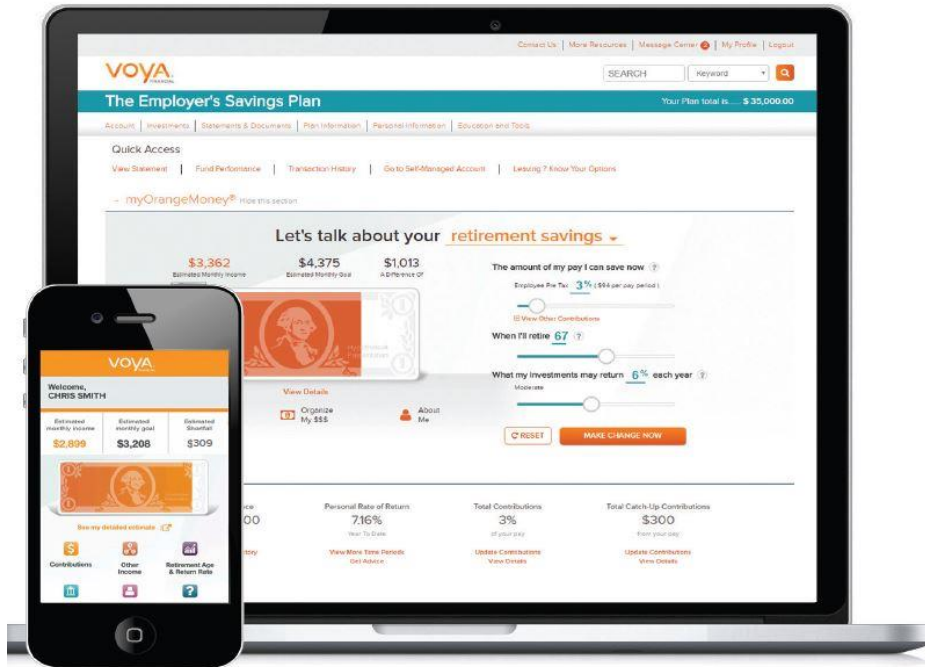 Contact Us | More Resources | Message Center 2 | My Profile | Logout
VOYA
FINANCIAL
SEARCH Keyword
The Employer's Savings Plan Your Plan total is..... $ 35,000.00
Account | Investments | Statements & Documents | Plan Information | Personal Information | Education and Tools
Quick Access
View Statement | Fund Performance | Transaction History | Go to Self-Managed Account | Leaving ? Know Your Options
- myOrangeMoney® Hide this section
Let's talk about your retirement savings
$3,362 $4,375 $1,013
Estimated Monthly Income Estimated Monthly Goal A Difference Of
View Details
Organize
My $$$
About
Me
The amount of my pay I can save now ?
Employee Pre Tax 3% ( $94 per pay period )
View Other Contributions
When I'll retire 67 ?
What my investments may return 6% each year ?
Moderate
RESET MAKE CHANGE NOW
Personal Rate of Return
7.16%
Year To Date
View More Time Periods
Get Advice
Total Contributions
3%
of your pay
Update Contributions
View Details
Total Catch-Up Contributions
$300
from your pay
Update Contributions
View Details
VOYA
Welcome,
CHRIS SMITH
Estimated
monthly income
$2,899
Estimated
monthly goal
$3,208
Estimated
Shortfall
$309
See my detailed estimate
Contributions
Other
Income
Retirement Age
& Return Rate